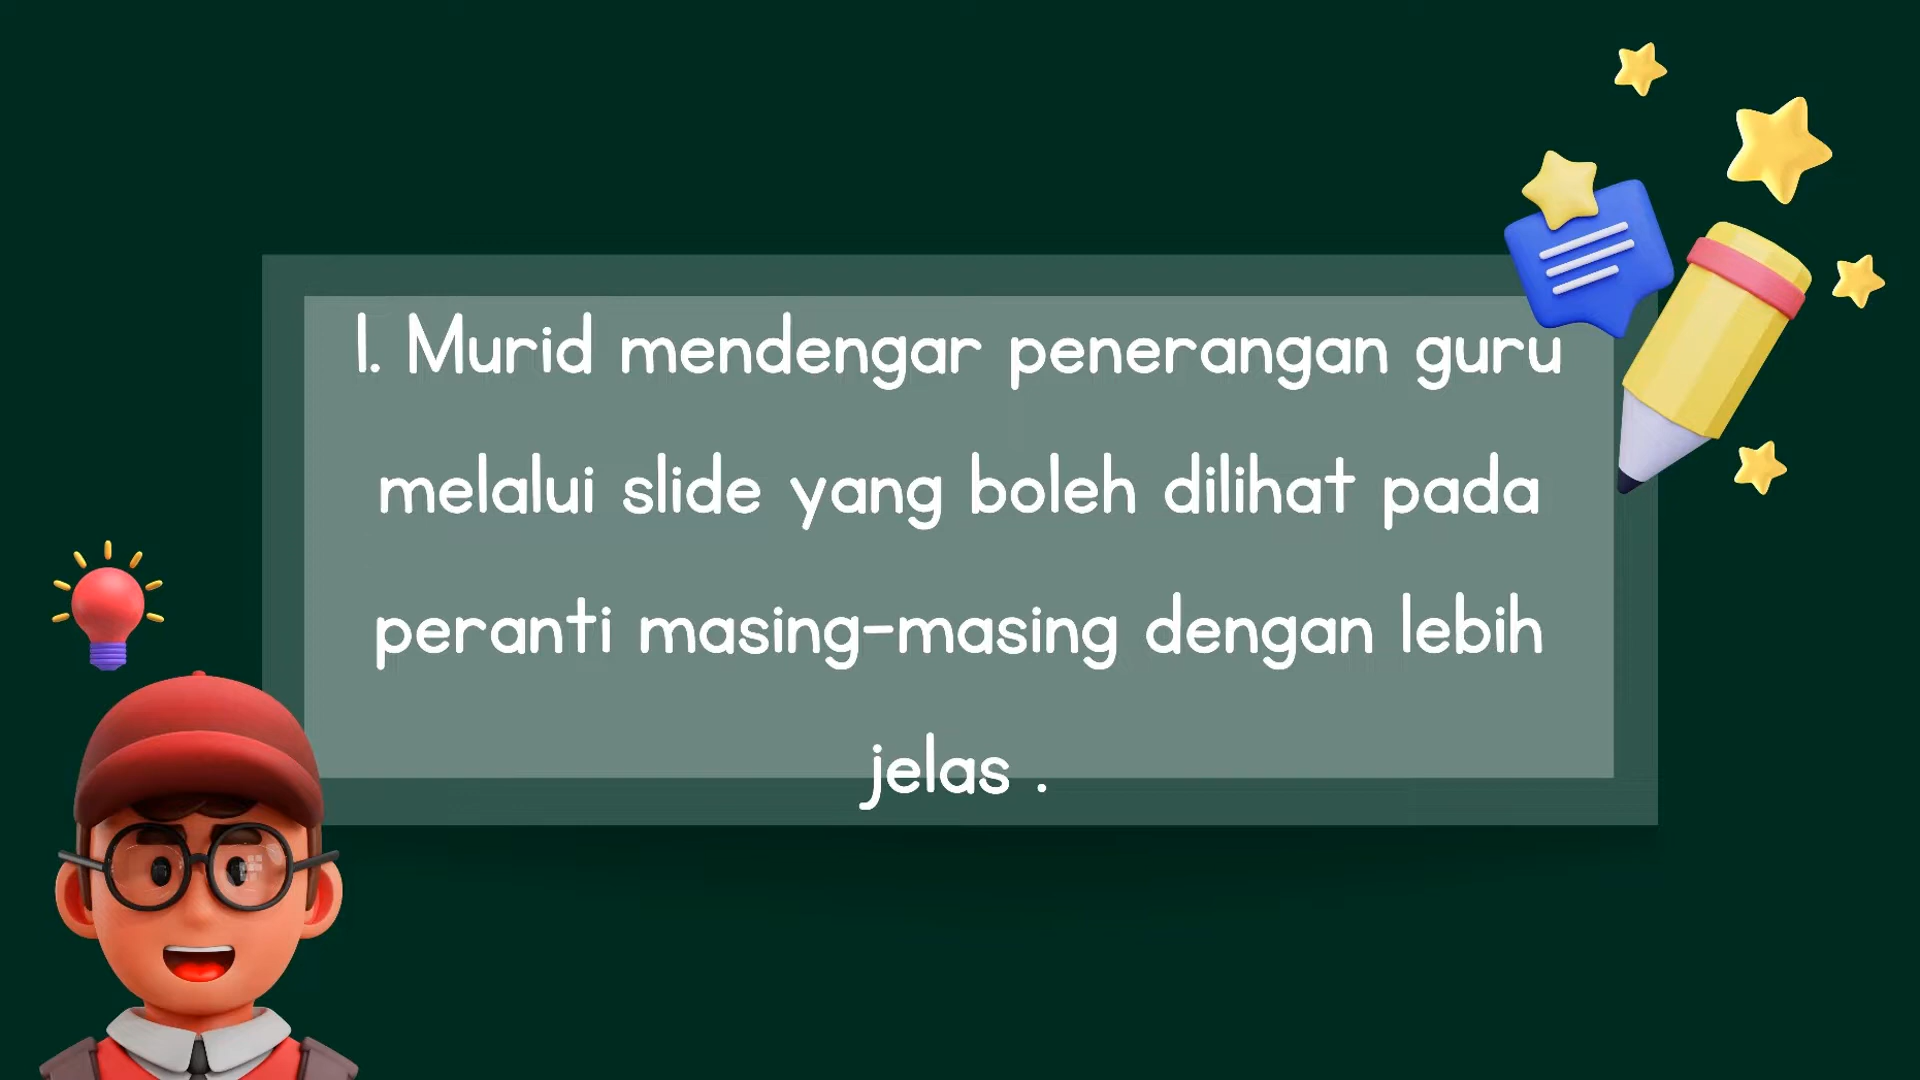 1. Murid mendengar penerangan guru
melalui slide yang boleh dilihat pada
peranti masing-masing dengan lebih
jelas .